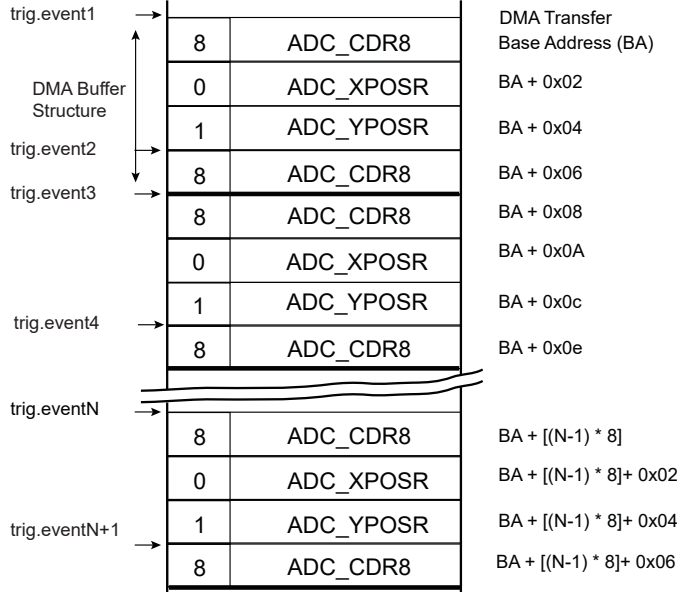 trig.event1
DMA Transfer
8 ADC_CDR8 Base Address (BA)
DMA Buffer
Structure
0 ADC_XPOSR BA + 0x02
1 ADC_YPOSR BA + 0x04
trig.event2
8 ADC_CDR8 BA + 0x06
trig.event3
8 ADC_CDR8 BA + 0x08
0 ADC_XPOSR BA + 0x0A
1 ADC_YPOSR BA + 0x0c
trig.event4
8 ADC_CDR8 BA + 0x0e
trig.eventN
8 ADC_CDR8 BA + [(N-1) * 8]
0 ADC_XPOSR BA + [(N-1) * 8]+ 0x02
1 ADC_YPOSR BA + [(N-1) * 8]+ 0x04
trig.eventN+1
8 ADC_CDR8 BA + [(N-1) * 8]+ 0x06